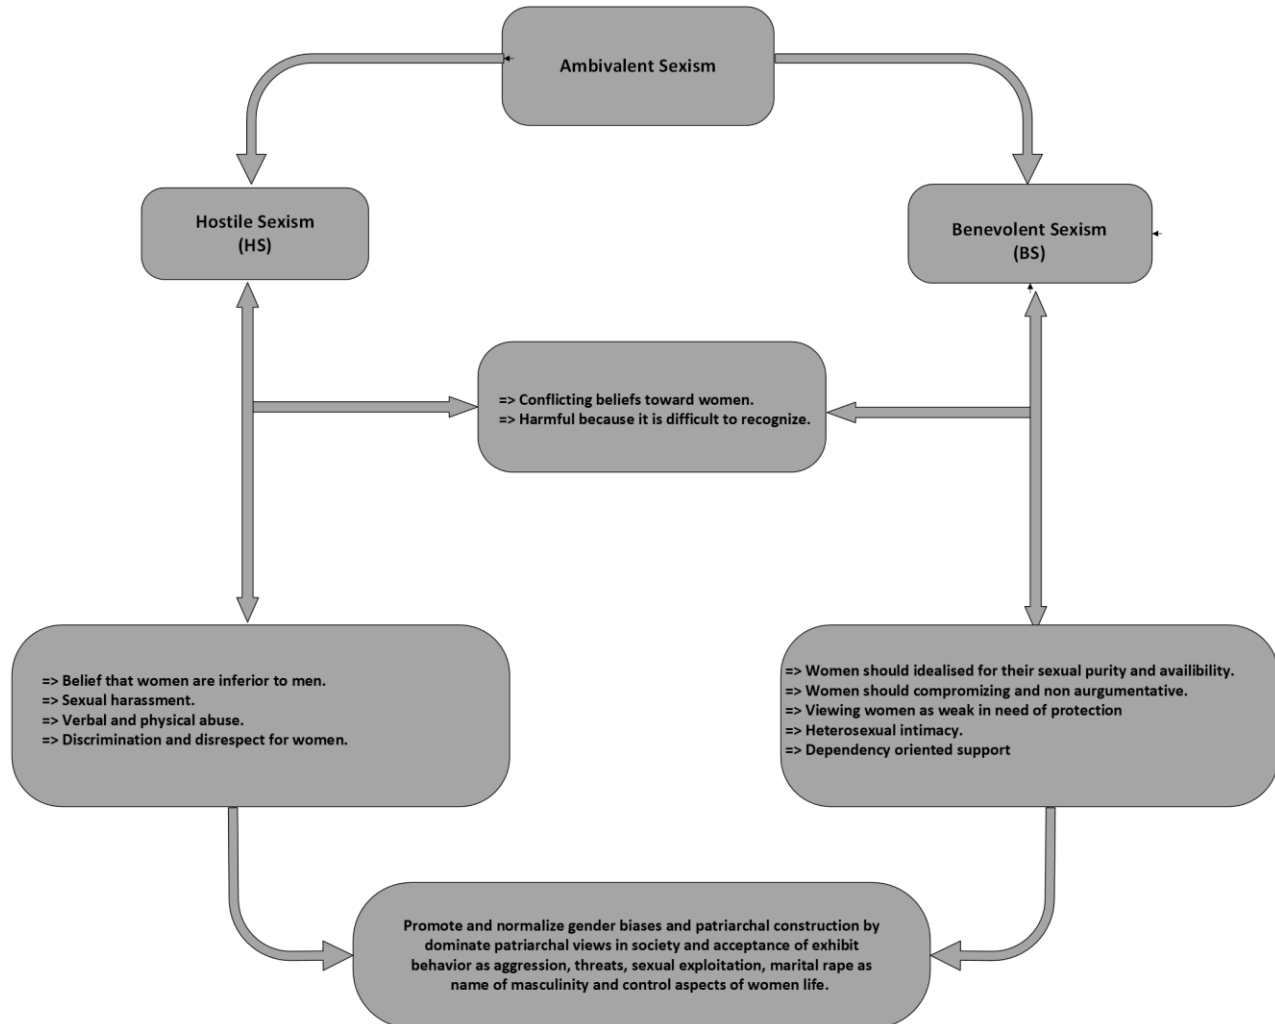 Ambivalent Sexism
Hostile Sexism
(HS)
Benevolent Sexism
(BS)
=> Conflicting beliefs toward women.
=> Harmful because it is difficult to recognize.
=> Belief that women are inferior to men.
=> Sexual harassment.
=> Verbal and physical abuse.
=> Discrimination and disrespect for women.
=> Women should idealised for their sexual purity and availibility.
=> Women should compromizing and non aurgumentative.
=> Viewing women as weak in need of protection
=> Heterosexual intimacy.
=> Dependency oriented support
Promote and normalize gender biases and patriarchal construction by
dominate patriarchal views in society and acceptance of exhibit
behavior as aggression, threats, sexual exploitation, marital rape as
name of masculinity and control aspects of women life.